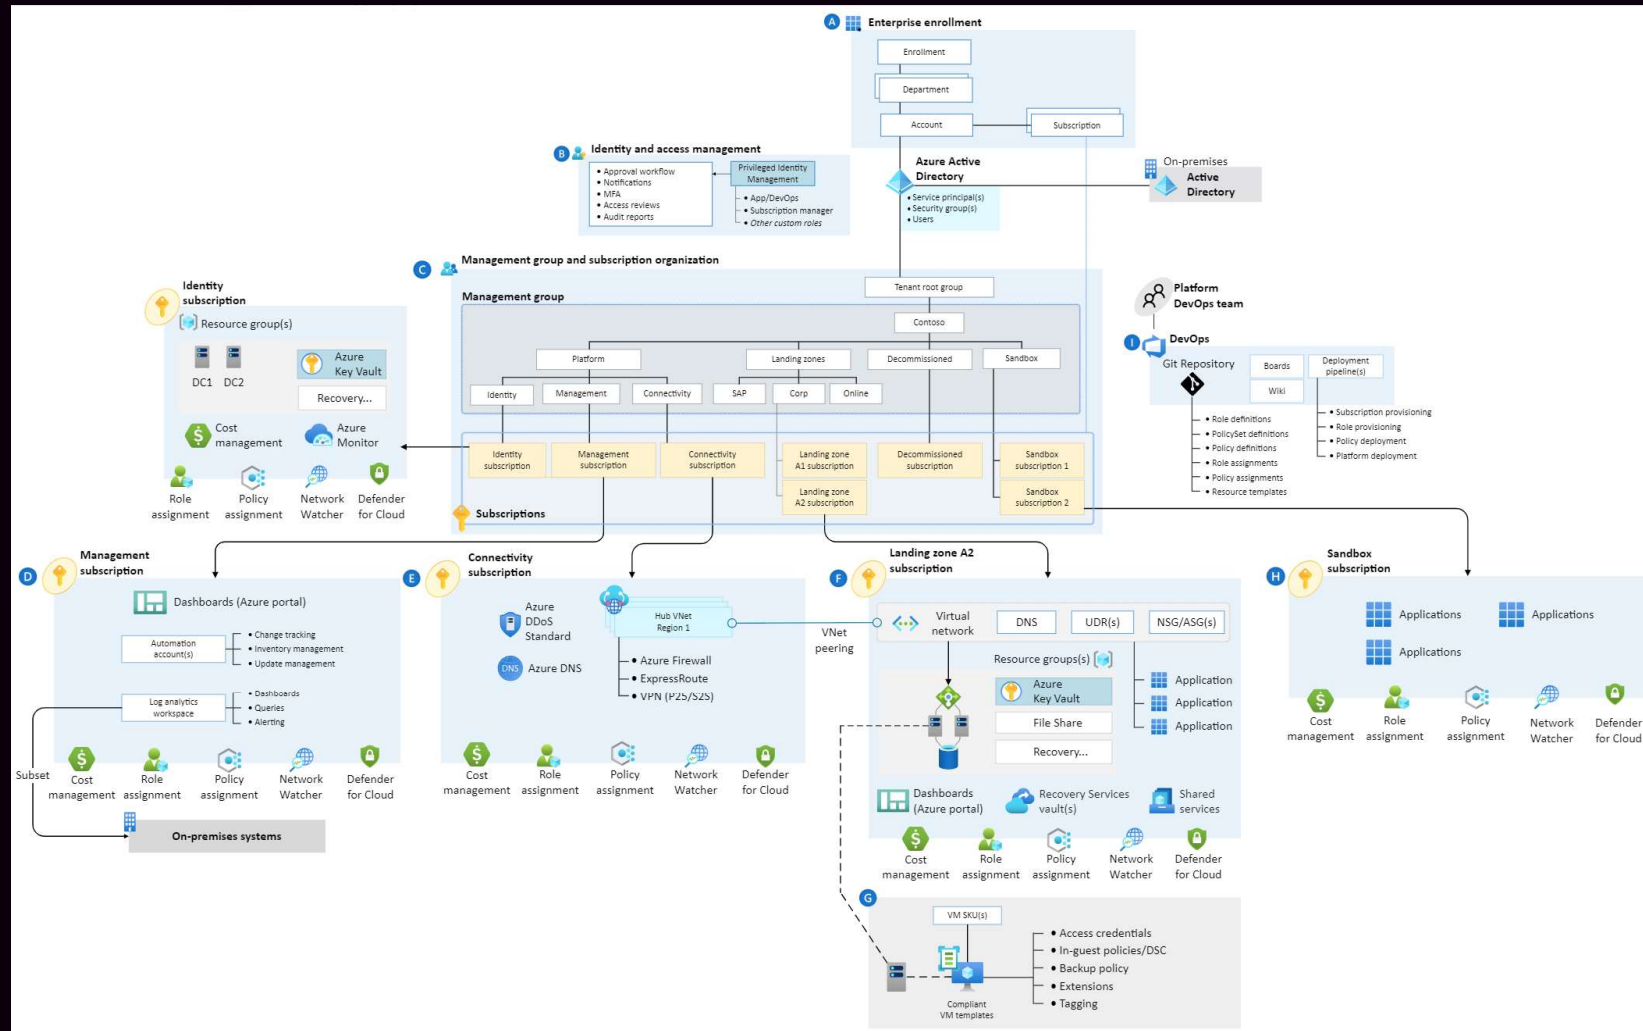 A
Enterprise enrollment
Enrollment
Department
Account
Subscription
B
Identity and access management
• Approval workflow
• Notifications
• MFA
• Access reviews
• Audit reports
Privileged Identity
Management
• App/DevOps
• Subscription manager
• Other custom roles
Azure Active
Directory
• Service principal(s)
• Security group(s)
• Users
On-premises
Active
Directory
C
Management group and subscription organization
Tenant root group
Management group
Contoso
Platform
Landing zones
Decommissioned
Sandbox
Identity
Management
Connectivity
SAP
Corp
Online
Identity
subscription
Management
subscription
Connectivity
subscription
Landing zone
A1 subscription
Landing zone
A2 subscription
Decommissioned
subscription
Sandbox
subscription 1
Sandbox
subscription 2
Subscriptions
Identity
subscription
Resource group(s)
DC1
DC2
Azure
Key Vault
Recovery...
Cost
management
Azure
Monitor
Role
assignment
Policy
assignment
Network
Watcher
Defender
for Cloud
Platform
DevOps team
I
DevOps
Git Repository
Boards
Wiki
Deployment
pipeline(s)
• Role definitions
• PolicySet definitions
• Policy definitions
• Role assignments
• Policy assignments
• Resource templates
• Subscription provisioning
• Role provisioning
• Policy deployment
• Platform deployment
D
Management
subscription
Dashboards (Azure portal)
Automation
account(s)
• Change tracking
• Inventory management
• Update management
Log analytics
workspace
• Dashboards
• Queries
• Alerting
Subset
Cost
management
Role
assignment
Policy
assignment
Network
Watcher
Defender
for Cloud
On-premises systems
E
Connectivity
subscription
Azure
DDoS
Standard
DNS
Azure DNS
Hub VNet
Region 1
• Azure Firewall
• ExpressRoute
• VPN (P2S/S2S)
Cost
management
Role
assignment
Policy
assignment
Network
Watcher
Defender
for Cloud
VNet
peering
F
Landing zone A2
subscription
Virtual
network
DNS
UDR(s)
NSG/ASG(s)
Resource groups(s)
Azure
Key Vault
File Share
Recovery...
Application
Application
Application
Dashboards
(Azure portal)
Recovery Services
vault(s)
Shared
services
Cost
management
Role
assignment
Policy
assignment
Network
Watcher
Defender
for Cloud
G
VM SKU(s)
Compliant
VM templates
• Access credentials
• In-guest policies/DSC
• Backup policy
• Extensions
• Tagging
H
Sandbox
subscription
Applications
Applications
Applications
Cost
management
Role
assignment
Policy
assignment
Network
Watcher
Defender
for Cloud